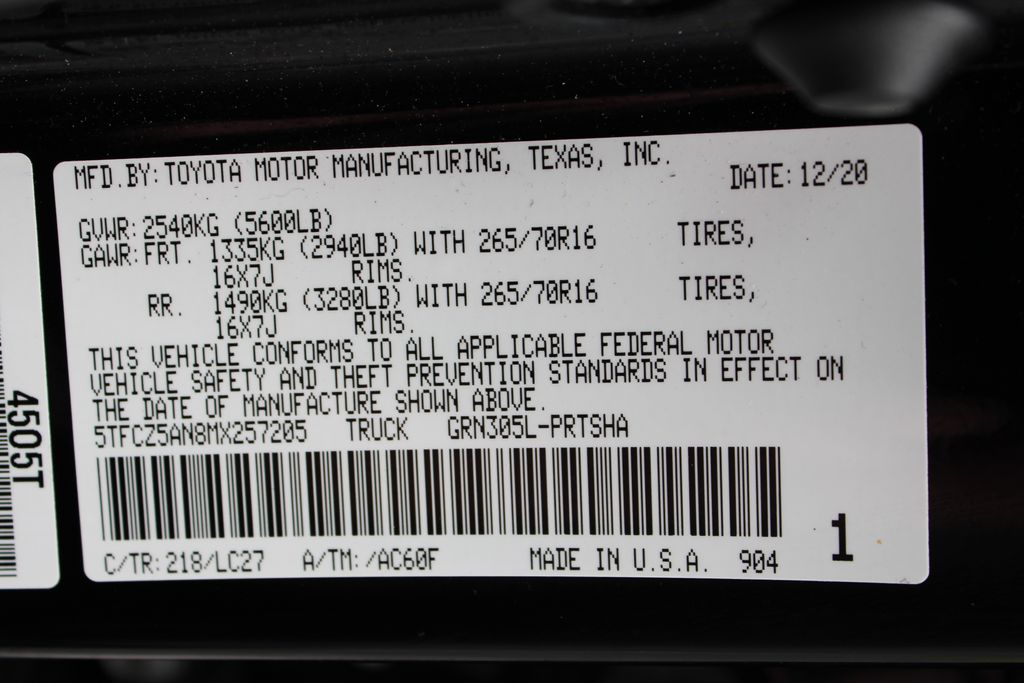 MFD.BY: TOYOTA MOTOR MANUFACTURING, TEXAS, INC.
DATE: 12/20
GVWR: 2540KG (5600LB)
GAWR: FRT. 1335KG (2940LB) WITH 265/70R16 TIRES,
16X7J RIMS.
RR. 1490KG (3280LB) WITH 265/70R16 TIRES,
16X7J RIMS.
THIS VEHICLE CONFORMS TO ALL APPLICABLE FEDERAL MOTOR
VEHICLE SAFETY AND THEFT PREVENTION STANDARDS IN EFFECT ON
THE DATE OF MANUFACTURE SHOWN ABOVE.
5TFCZ5AN8MX257205 TRUCK GRN305L-PRTSHA
C/TR: 218/LC27 A/TM: /AC60F MADE IN U.S.A. 904
1
4505T